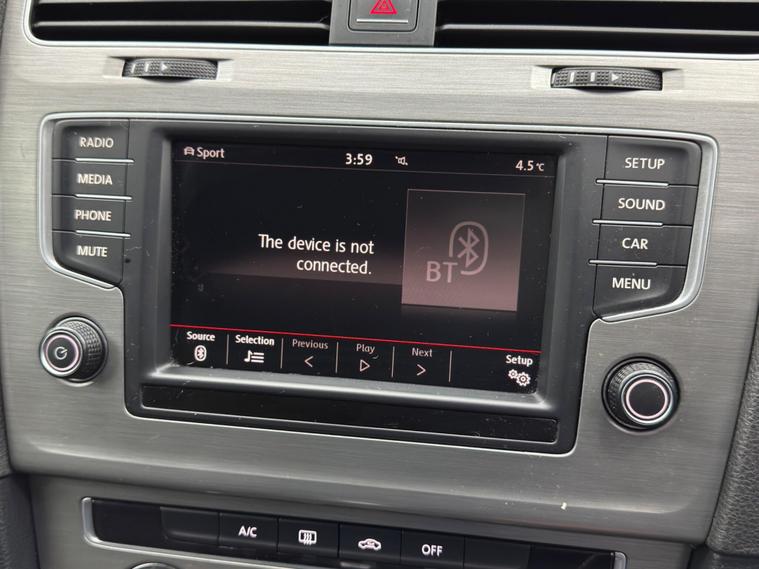 RADIO
MEDIA
PHONE
MUTE
Sport
3:59
4.5 °C
The device is not
connected.
BT
Source
Selection
Previous
Play
Next
Setup
SETUP
SOUND
CAR
MENU
A/C
OFF